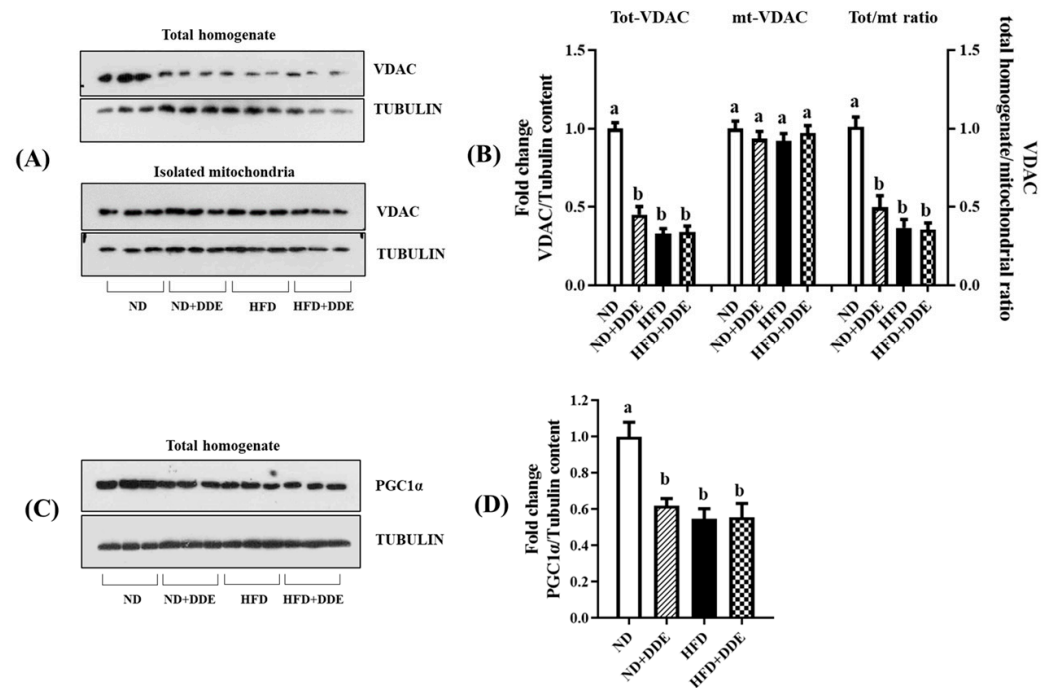 (A)
Total homogenate
VDAC
TUBULIN
Isolated mitochondria
VDAC
TUBULIN
ND ND+DDE HFD HFD+DDE
(B)
Tot-VDAC mt-VDAC Tot/mt ratio
Fold change
VDAC/Tubulin content
1.5
1.0
0.5
0.0
a b b b
a a a a
a b b b
1.5
1.0
0.5
0.0
VDAC
total homogenate/mitochondrial ratio
ND ND+DDE HFD HFD+DDE
ND ND+DDE HFD HFD+DDE
ND ND+DDE HFD HFD+DDE
(C)
Total homogenate
PGC1α
TUBULIN
ND ND+DDE HFD HFD+DDE
(D)
Fold change
PGC1α/Tubulin content
1.2
1.0
0.8
0.6
0.4
0.2
0.0
a b b b
ND ND+DDE HFD HFD+DDE